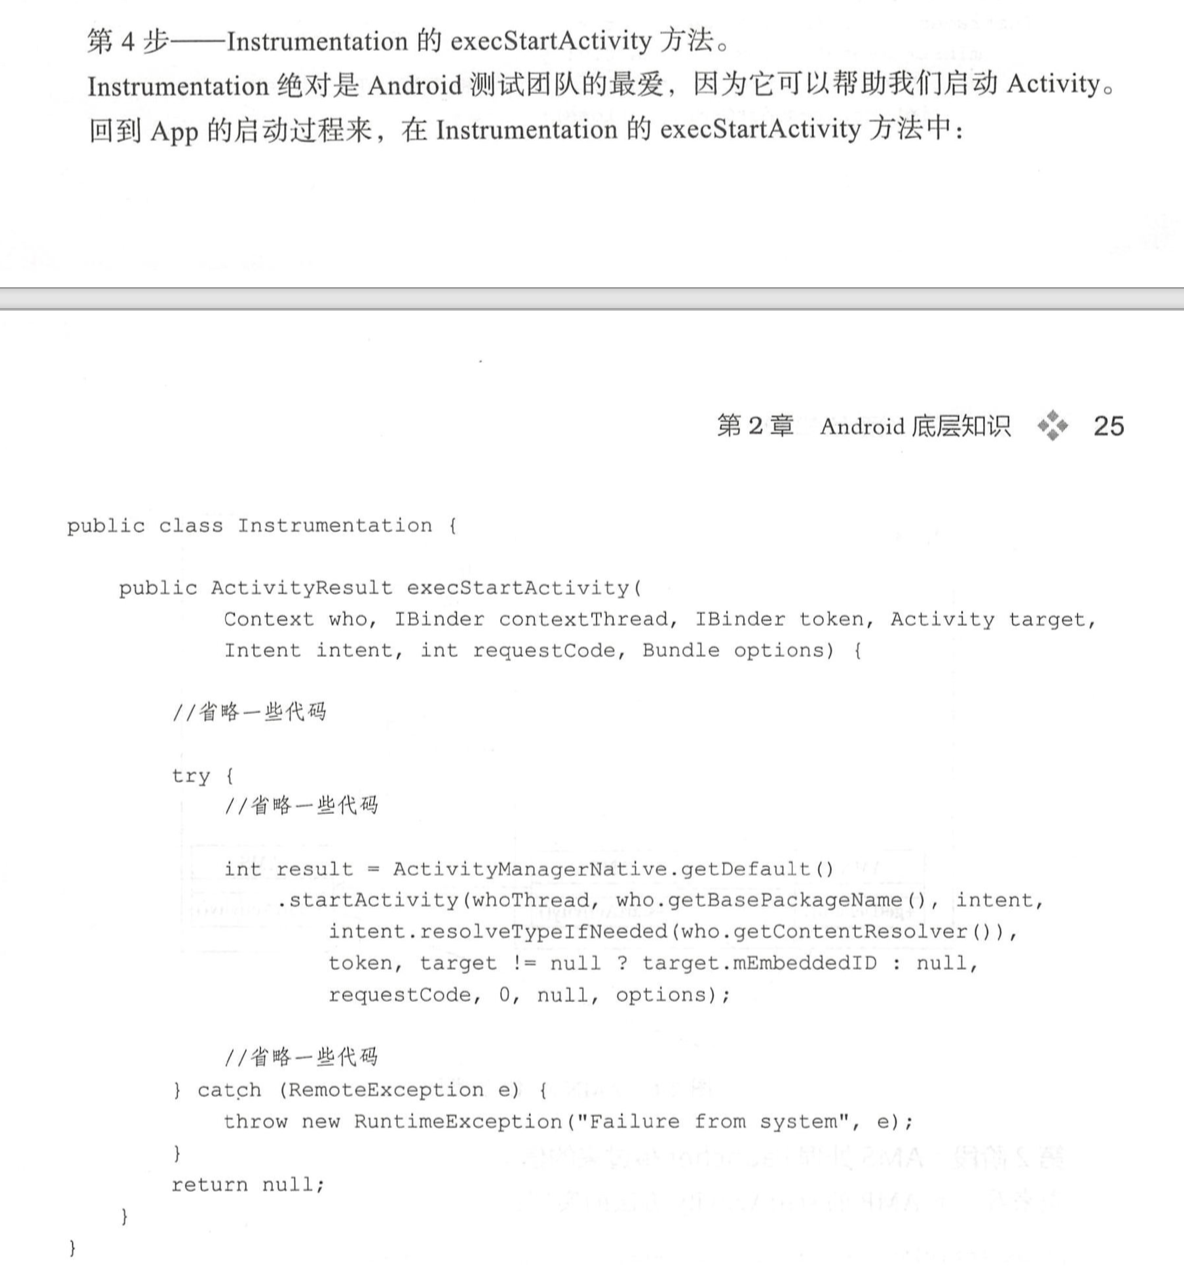 第 4 步——Instrumentation 的 execStartActivity 方法。
Instrumentation 绝对是 Android 测试团队的最�，因为它可以帮助我们启动 Activity。
回到 App 的启动过程来，在 Instrumentation 的 execStartActivity 方法中：
第 2 章 Android 底层知识 25
public class Instrumentation {
public ActivityResult execStartActivity(
Context who, IBinder contextThread, IBinder token, Activity target,
Intent intent, int requestCode, Bundle options) {
//省略一些代码
try {
//省略一些代码
int result = ActivityManagerNative.getDefault()
.startActivity(whoThread, who.getBasePackageName(), intent,
intent.resolveTypeIfNeeded(who.getContentResolver()),
token, target != null ? target.mEmbeddedID : null,
requestCode, 0, null, options);
//省略一些代码
} catch (RemoteException e) {
throw new RuntimeException("Failure from system", e);
}
return null;
}
}